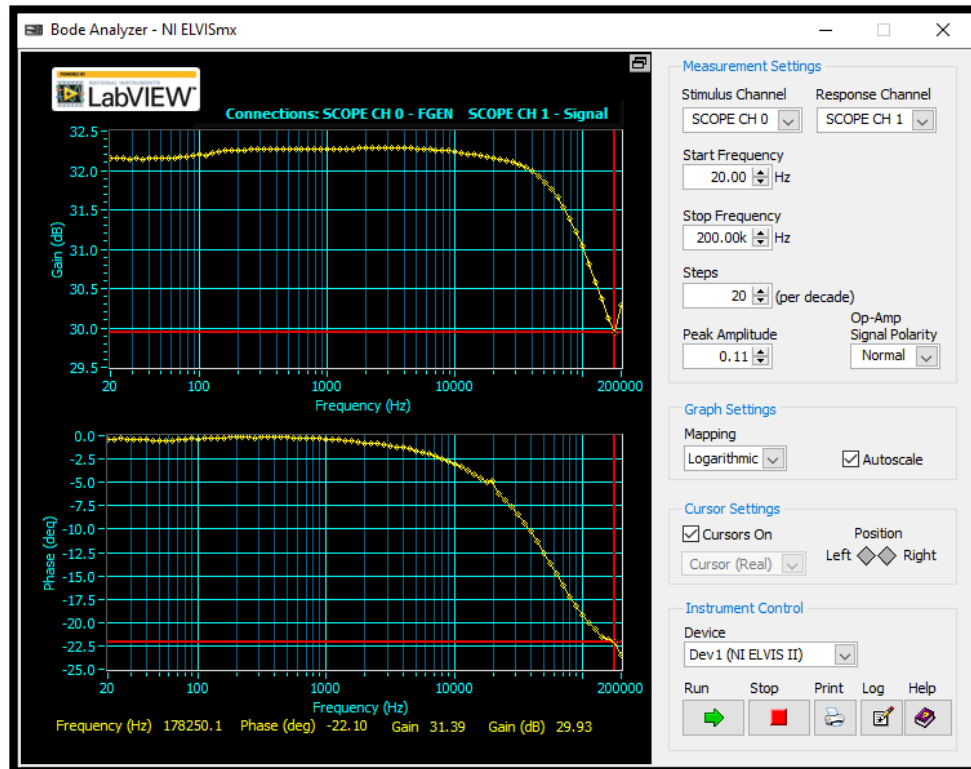 Bode Analyzer - NI ELVISmx
POWERED BY
NATIONAL INSTRUMENTS
LabVIEW™
Connections: SCOPE CH 0 - FGEN SCOPE CH 1 - Signal
32.5
32.0
31.5
31.0
30.5
30.0
29.5
Gain (dB)
20 100 1000 10000 200000
Frequency (Hz)
0.0
-2.5
-5.0
-7.5
-10.0
-12.5
-15.0
-17.5
-20.0
-22.5
-25.0
Phase (deg)
20 100 1000 10000 200000
Frequency (Hz)
Frequency (Hz) 178250.1 Phase (deg) -22.10 Gain 31.39 Gain (dB) 29.93
Measurement Settings
Stimulus Channel Response Channel
SCOPE CH 0 SCOPE CH 1
Start Frequency
20.00 Hz
Stop Frequency
200.00k Hz
Steps
20 (per decade)
Op-Amp
Peak Amplitude Signal Polarity
0.11 Normal
Graph Settings
Mapping
Logarithmic Autoscale
Cursor Settings
Cursors On Position
Cursor (Real) Left Right
Instrument Control
Device
Dev1 (NI ELVIS II)
Run Stop Print Log Help